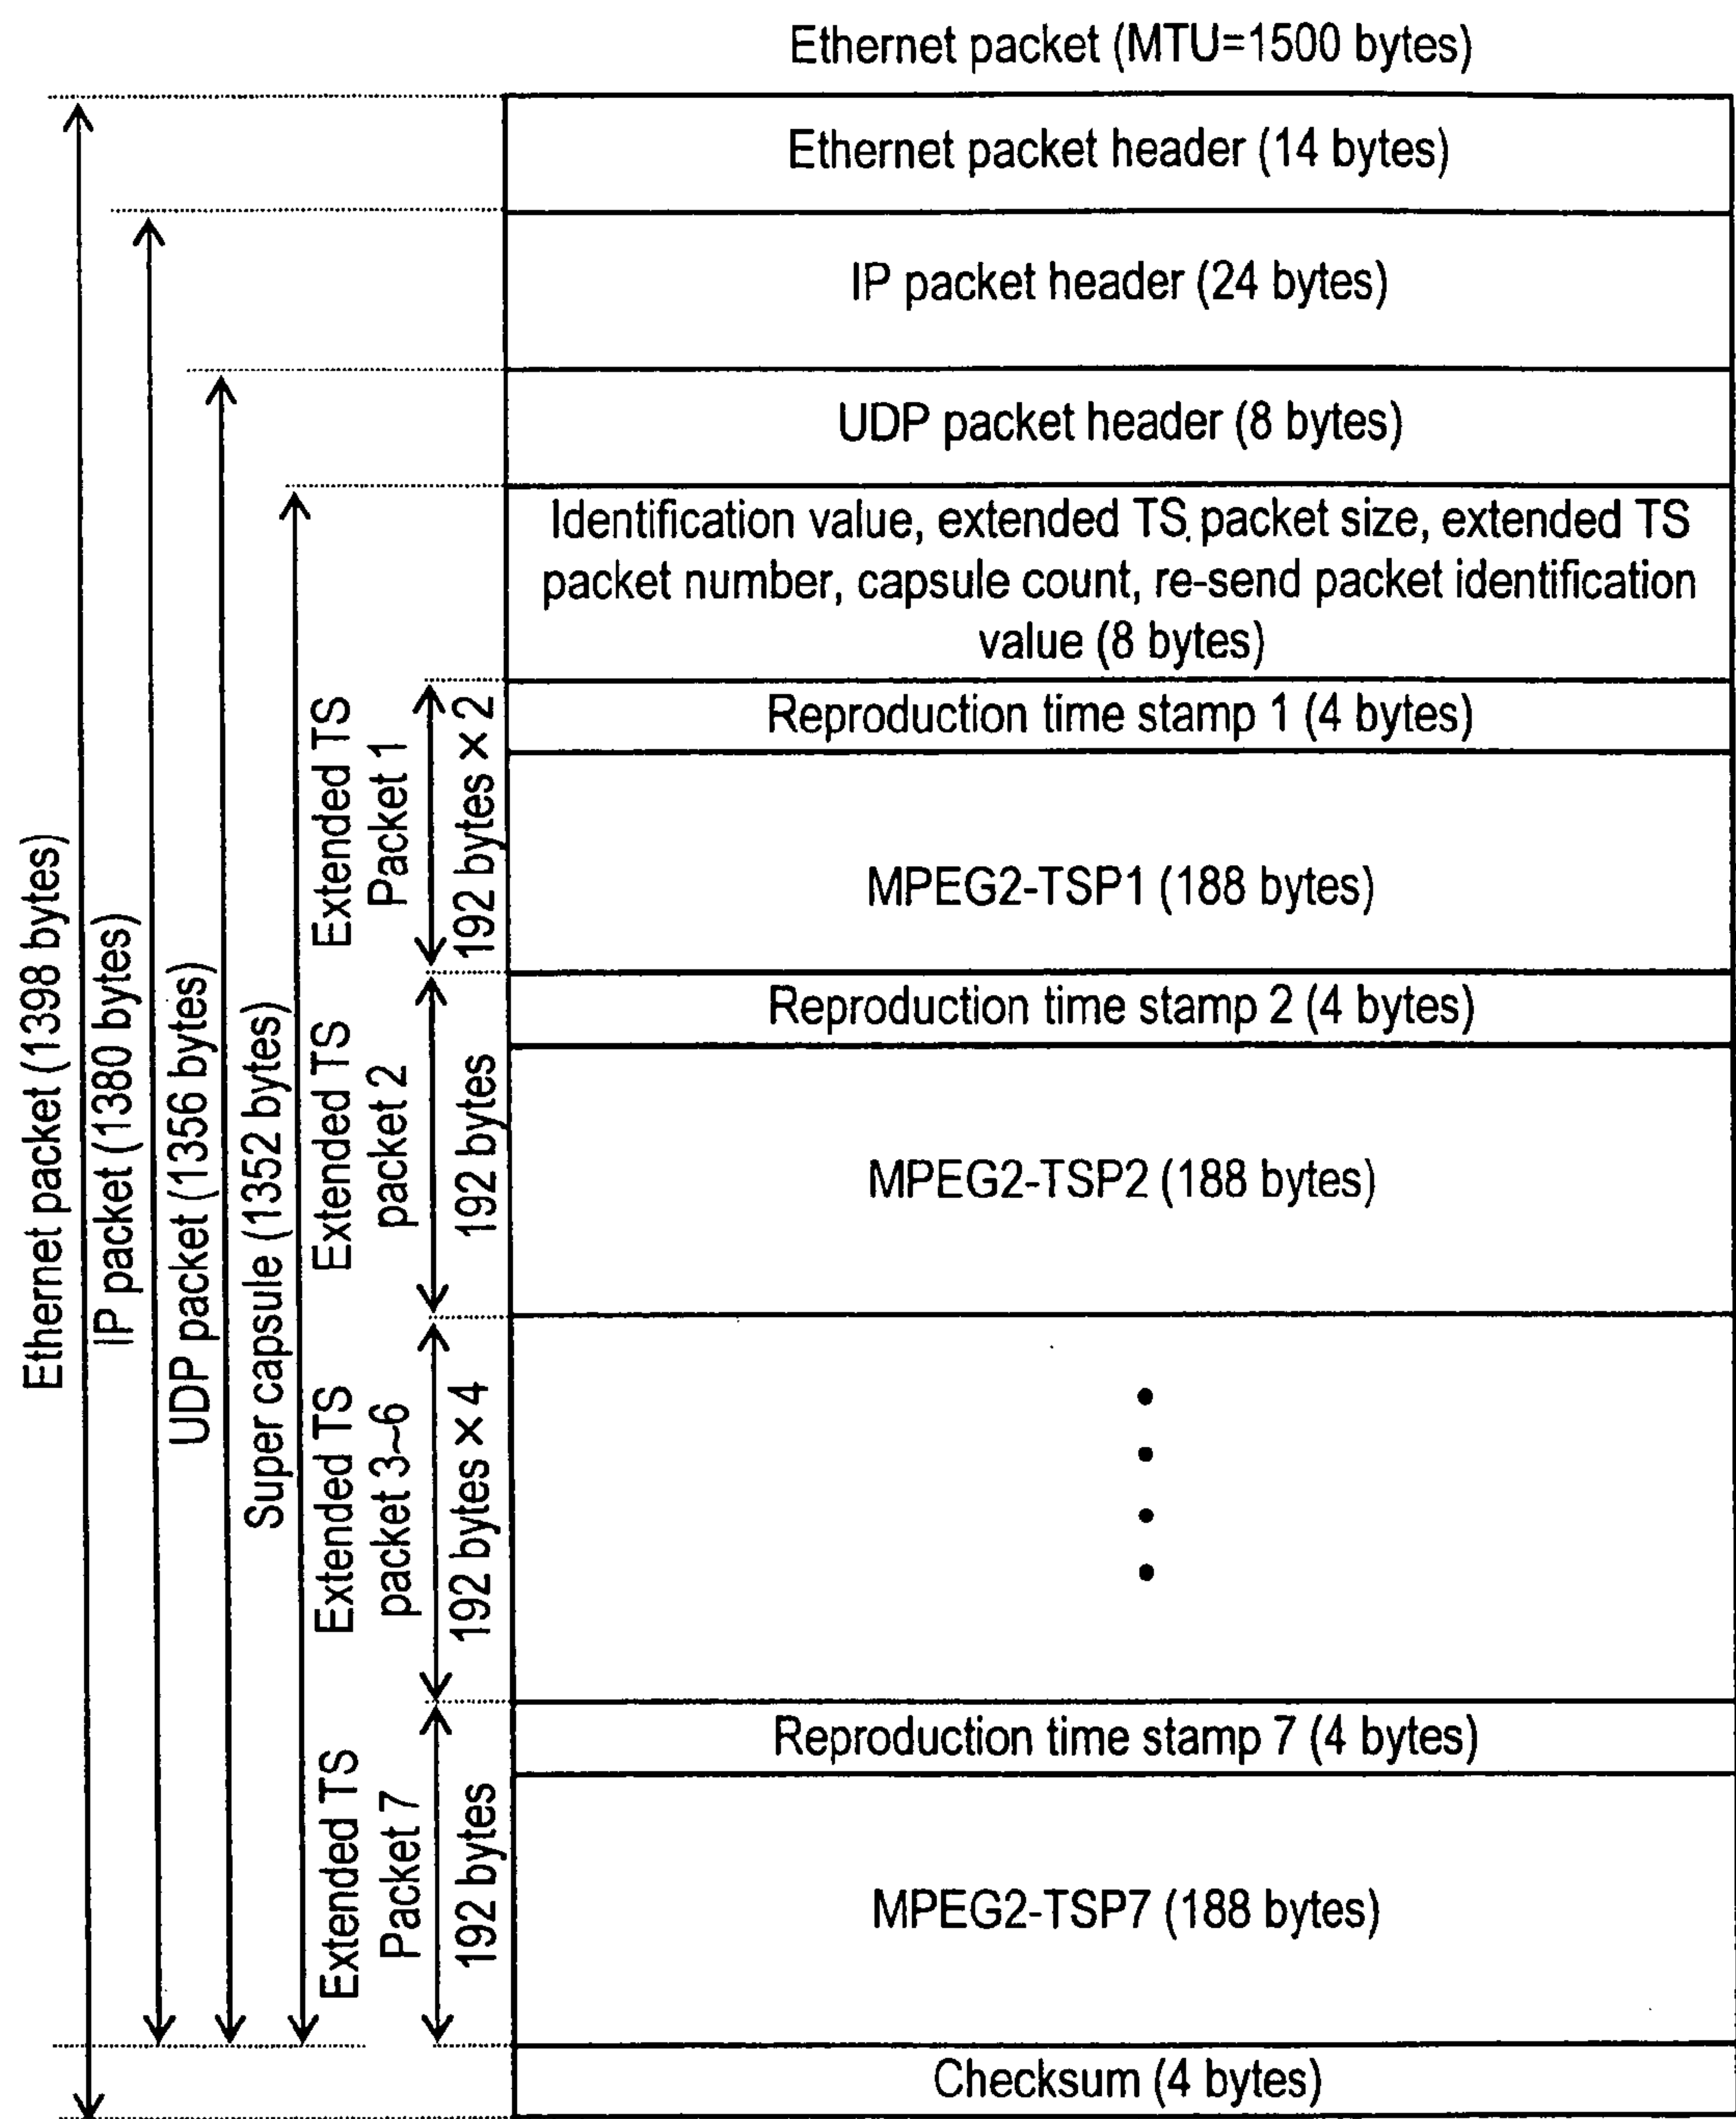 Ethernet packet (MTU=1500 bytes)
Ethernet packet header (14 bytes)
IP packet header (24 bytes)
UDP packet header (8 bytes)
Identification value, extended TS packet size, extended TS
packet number, capsule count, re-send packet identification
value (8 bytes)
Reproduction time stamp 1 (4 bytes)
MPEG2-TSP1 (188 bytes)
Reproduction time stamp 2 (4 bytes)
MPEG2-TSP2 (188 bytes)
Reproduction time stamp 7 (4 bytes)
MPEG2-TSP7 (188 bytes)
Checksum (4 bytes)
Ethernet packet (1398 bytes)
IP packet (1380 bytes)
UDP packet (1356 bytes)
Super capsule (1352 bytes)
Extended TS
Packet 1
192 bytes × 2
Extended TS
packet 2
192 bytes
Extended TS
packet 3~6
192 bytes × 4
Extended TS
Packet 7
192 bytes